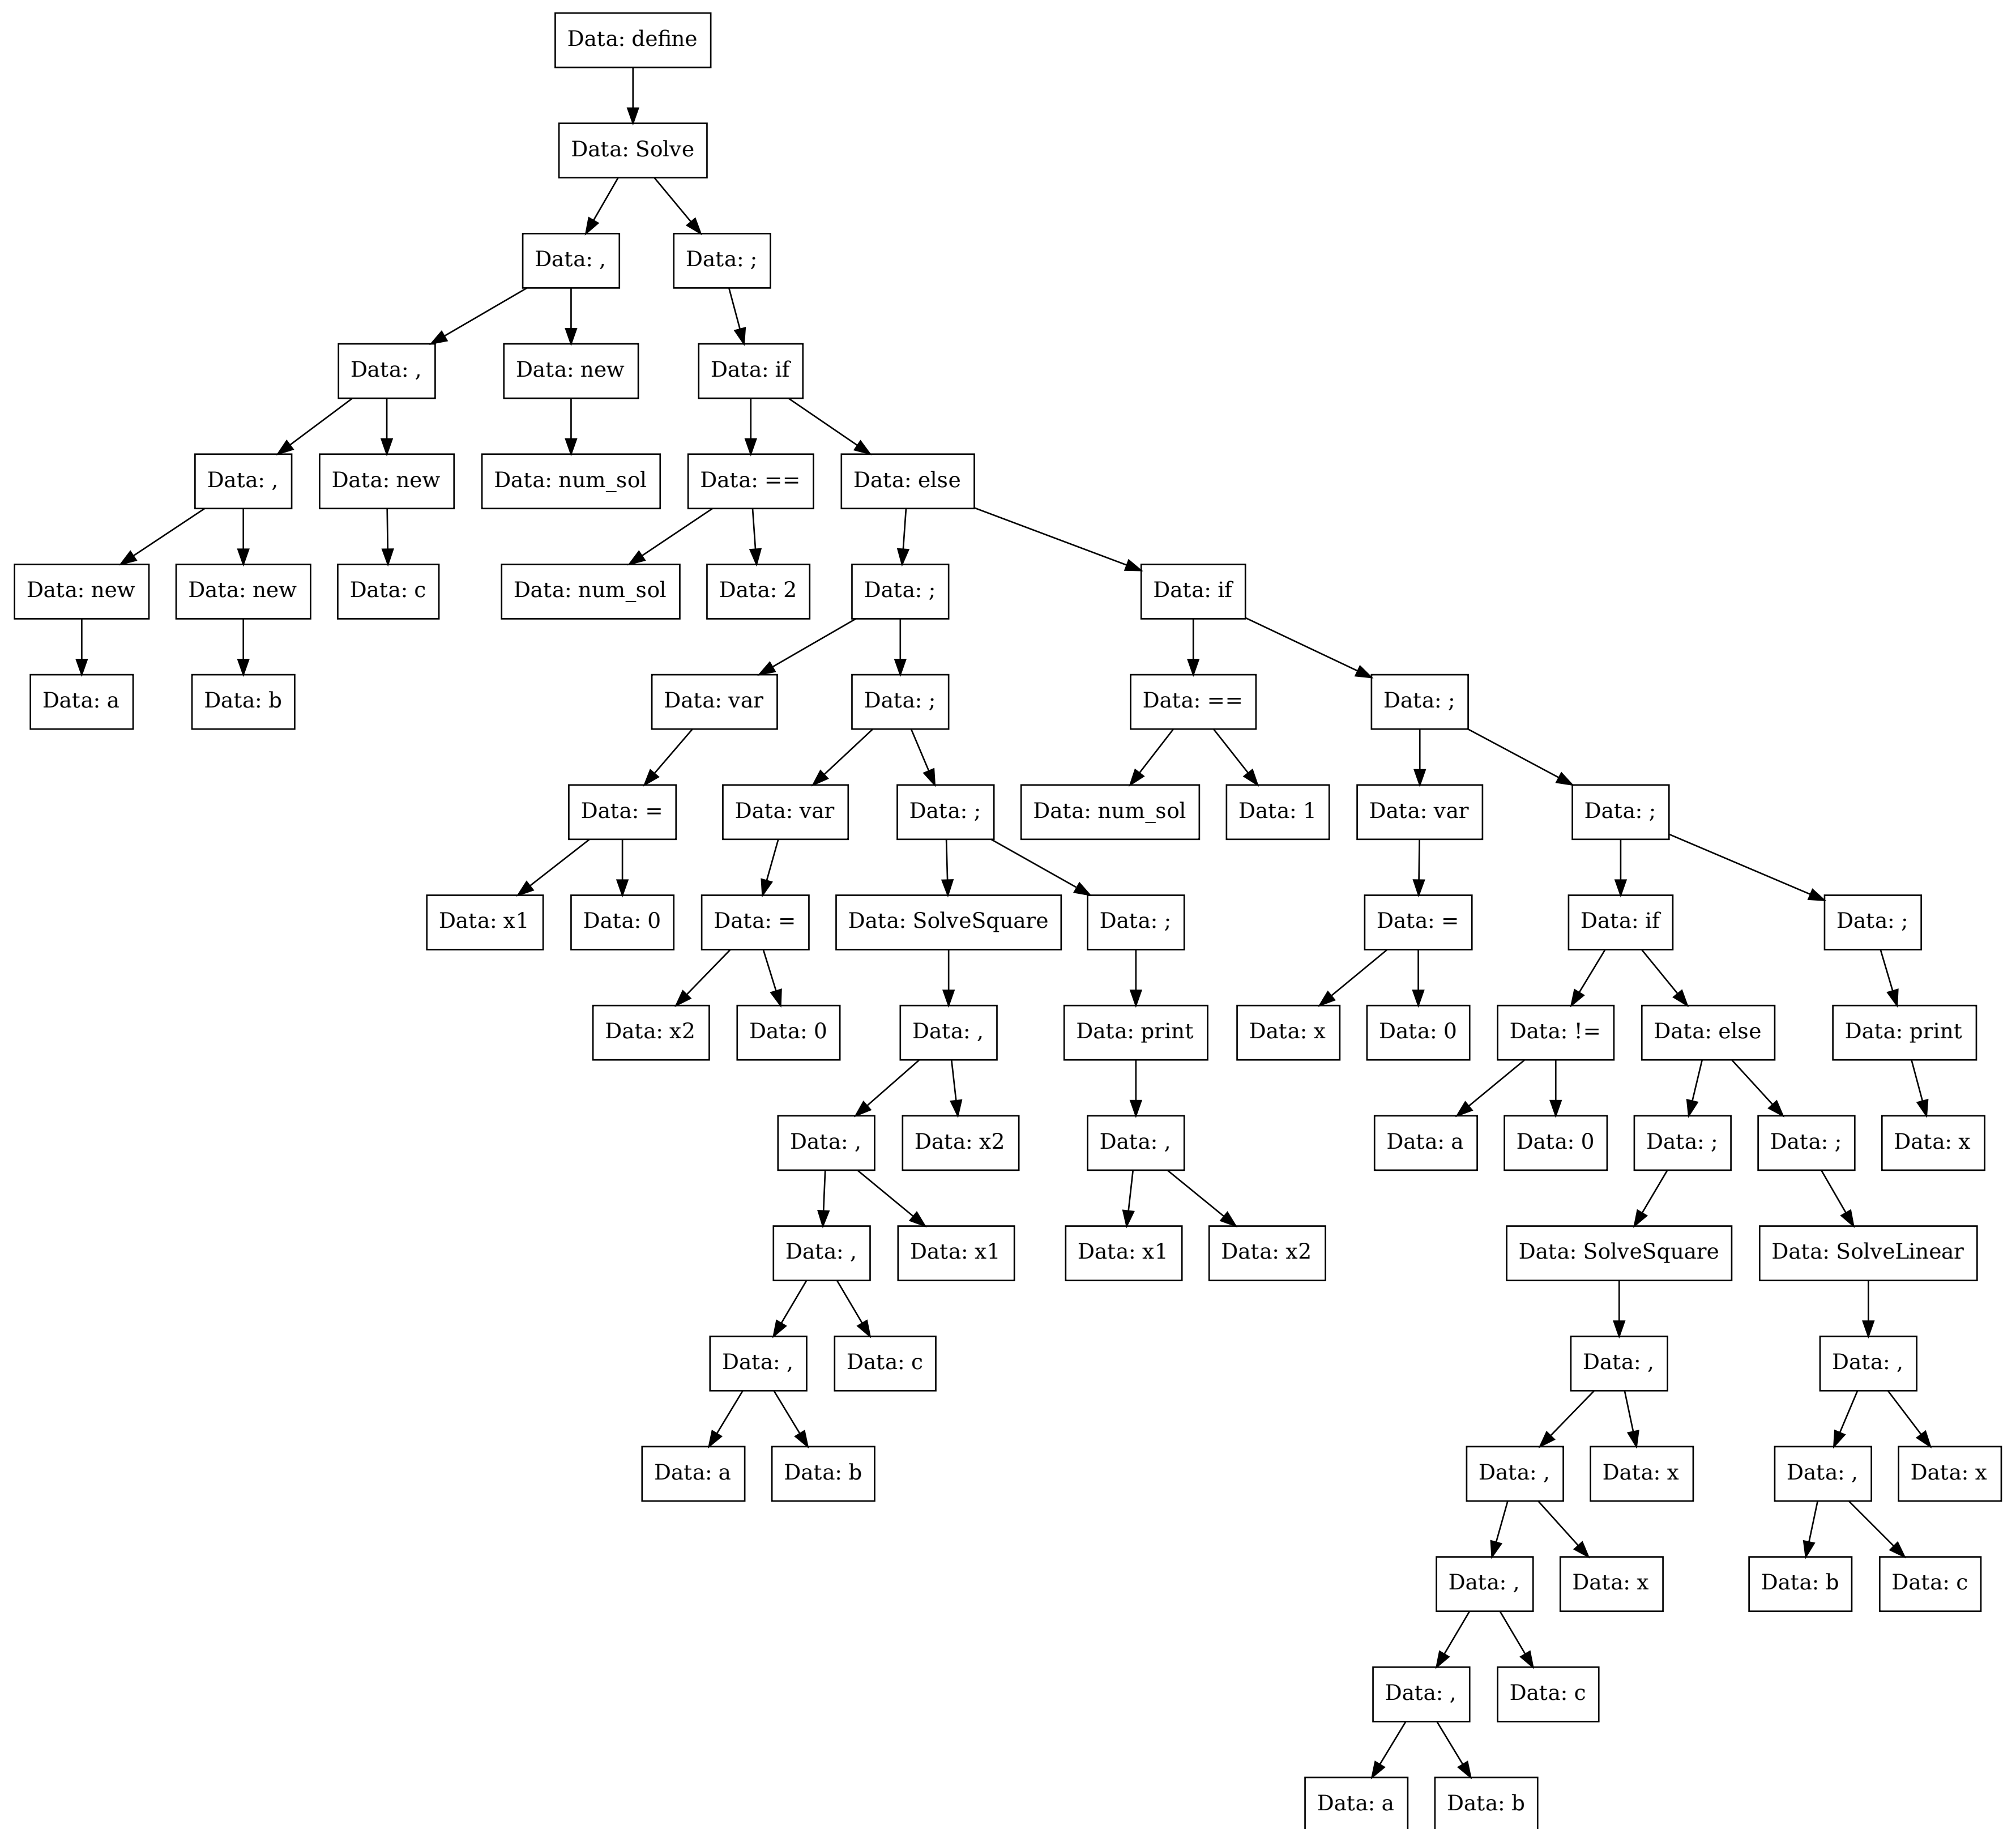 Data: define
Data: Solve
Data: ,
Data: ;
Data: ,
Data: new
Data: if
Data: ,
Data: new
Data: num_sol
Data: ==
Data: else
Data: new
Data: new
Data: c
Data: num_sol
Data: 2
Data: ;
Data: if
Data: a
Data: b
Data: var
Data: ;
Data: ==
Data: ;
Data: =
Data: var
Data: ;
Data: num_sol
Data: 1
Data: var
Data: ;
Data: x1
Data: 0
Data: =
Data: SolveSquare
Data: ;
Data: =
Data: if
Data: ;
Data: x2
Data: 0
Data: ,
Data: print
Data: x
Data: 0
Data: !=
Data: else
Data: print
Data: ,
Data: x2
Data: ,
Data: a
Data: 0
Data: ;
Data: ;
Data: x
Data: ,
Data: x1
Data: x1
Data: x2
Data: SolveSquare
Data: SolveLinear
Data: ,
Data: c
Data: ,
Data: ,
Data: a
Data: b
Data: ,
Data: x
Data: ,
Data: x
Data: ,
Data: x
Data: b
Data: c
Data: ,
Data: c
Data: a
Data: b